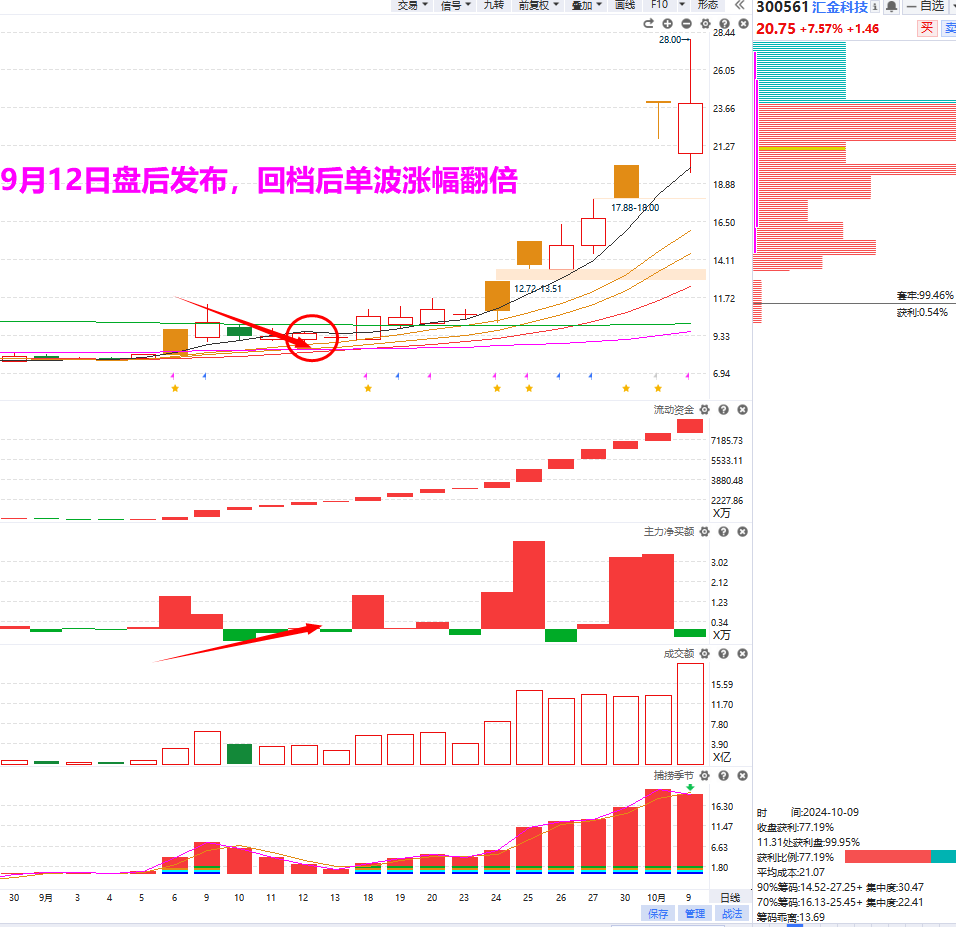 交易 信号 九转 前复权 叠加 画线 F10 形态
300561 汇金科技 自选
20.75 +7.57% +1.46 买 卖
28.44
28.00
26.05
23.66
21.27
9月12日盘后发布，回档后单波涨幅翻倍
18.88
17.88-18.00
16.50
14.11
12.72-13.51
11.72
套牢:99.46%
获利:0.54%
9.33
6.94
流动资金
7185.73
5533.11
3880.48
2227.86
X万
主力净买额
3.02
2.12
1.23
0.34
X万
成交额
15.59
11.70
7.80
3.90
X亿
捕捞季节
16.30
11.47
6.63
1.80
时 间:2024-10-09
收盘获利:77.19%
11.31处获利盘:99.95%
获利比例:77.19%
平均成本:21.07
90%筹码:14.52-27.25+ 集中度:30.47
70%筹码:16.13-25.45+ 集中度:22.41
筹码乖离:13.69
30 9月 3 4 5 6 9 10 11 12 13 18 19 20 23 24 25 26 27 30 10月 9 日线
保存 管理 战法